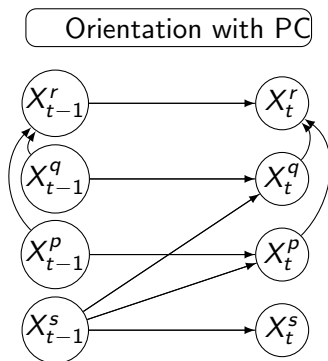 Orientation with PC
X^r_{t−1} X^r_t
X^q_{t−1} X^q_t
X^p_{t−1} X^p_t
X^s_{t−1} X^s_t